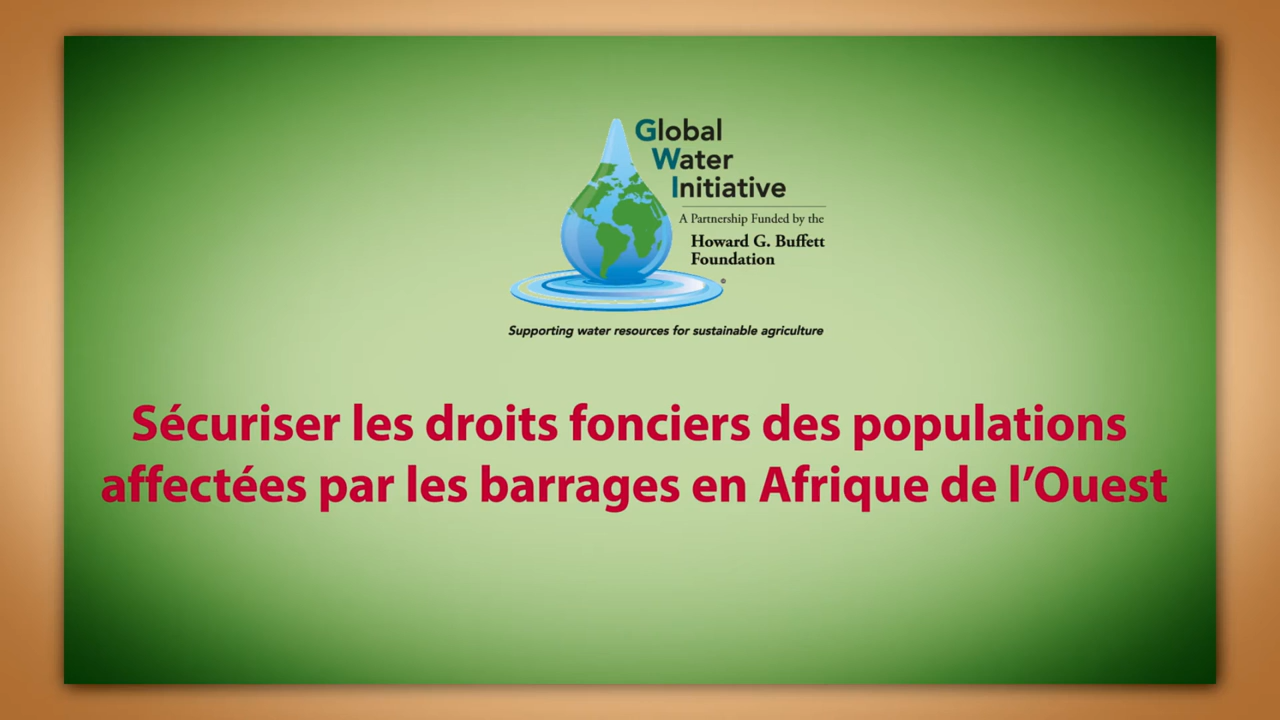 Global
Water
Initiative
A Partnership Funded by the
Howard G. Buffett
Foundation
©
Supporting water resources for sustainable agriculture
Sécuriser les droits fonciers des populations
affectées par les barrages en Afrique de l’Ouest